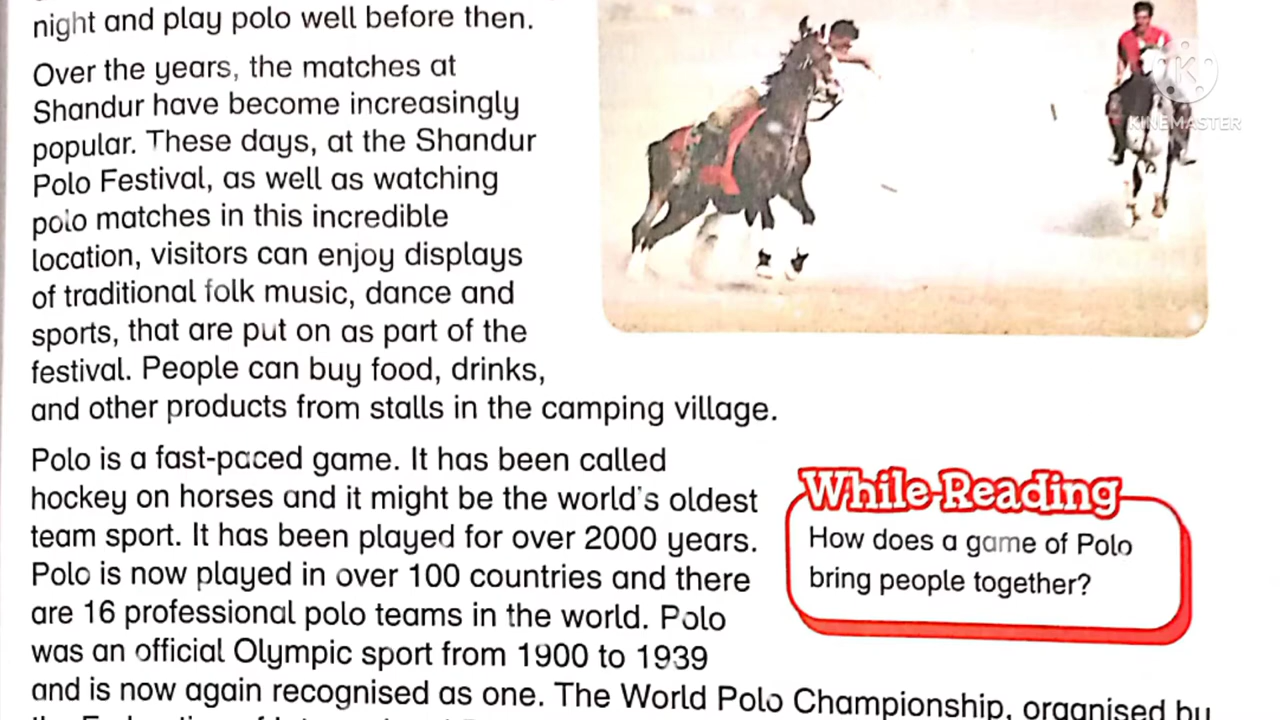 night and play polo well before then.
Over the years, the matches at
Shandur have become increasingly
popular. These days, at the Shandur
Polo Festival, as well as watching
polo matches in this incredible
location, visitors can enjoy displays
of traditional folk music, dance and
sports, that are put on as part of the
festival. People can buy food, drinks,
and other products from stalls in the camping village.
Polo is a fast-paced game. It has been called
hockey on horses and it might be the world's oldest
team sport. It has been played for over 2000 years.
Polo is now played in over 100 countries and there
are 16 professional polo teams in the world. Polo
was an official Olympic sport from 1900 to 1939
and is now again recognised as one. The World Polo Championship, organised by
While-Reading
How does a game of Polo
bring people together?
K
KINEMASTER